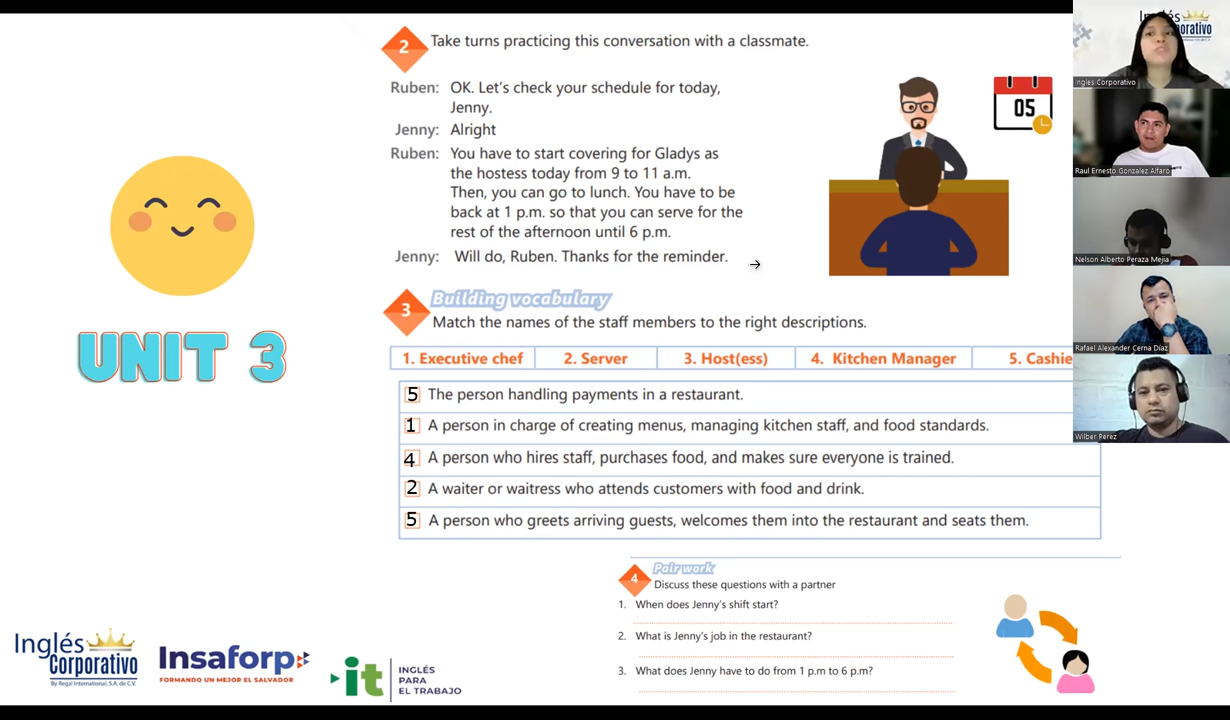 2 Take turns practicing this conversation with a classmate.
Ruben: OK. Let's check your schedule for today,
Jenny.
Jenny: Alright
Ruben: You have to start covering for Gladys as
the hostess today from 9 to 11 a.m.
Then, you can go to lunch. You have to be
back at 1 p.m. so that you can serve for the
rest of the afternoon until 6 p.m.
Jenny: Will do, Ruben. Thanks for the reminder.
05
UNIT 3
3 Building vocabulary
Match the names of the staff members to the right descriptions.
1. Executive chef 2. Server 3. Host(ess) 4. Kitchen Manager 5. Cashie
5 The person handling payments in a restaurant.
1 A person in charge of creating menus, managing kitchen staff, and food standards.
4 A person who hires staff, purchases food, and makes sure everyone is trained.
2 A waiter or waitress who attends customers with food and drink.
5 A person who greets arriving guests, welcomes them into the restaurant and seats them.
4 Pair work
Discuss these questions with a partner
1. When does Jenny's shift start?
2. What is Jenny's job in the restaurant?
3. What does Jenny have to do from 1 p.m to 6 p.m?
Inglés
Corporativo
By Regal International, S.A. de C.V.
Insaforp
FORMANDO UN MEJOR EL SALVADOR
it
INGLÉS
PARA
EL TRABAJO
Inglés Corporativo
Raul Ernesto Gonzalez Alfaro
Nelson Alberto Peraza Mejia
Rafael Alexander Cerna Díaz
Wilber Perez